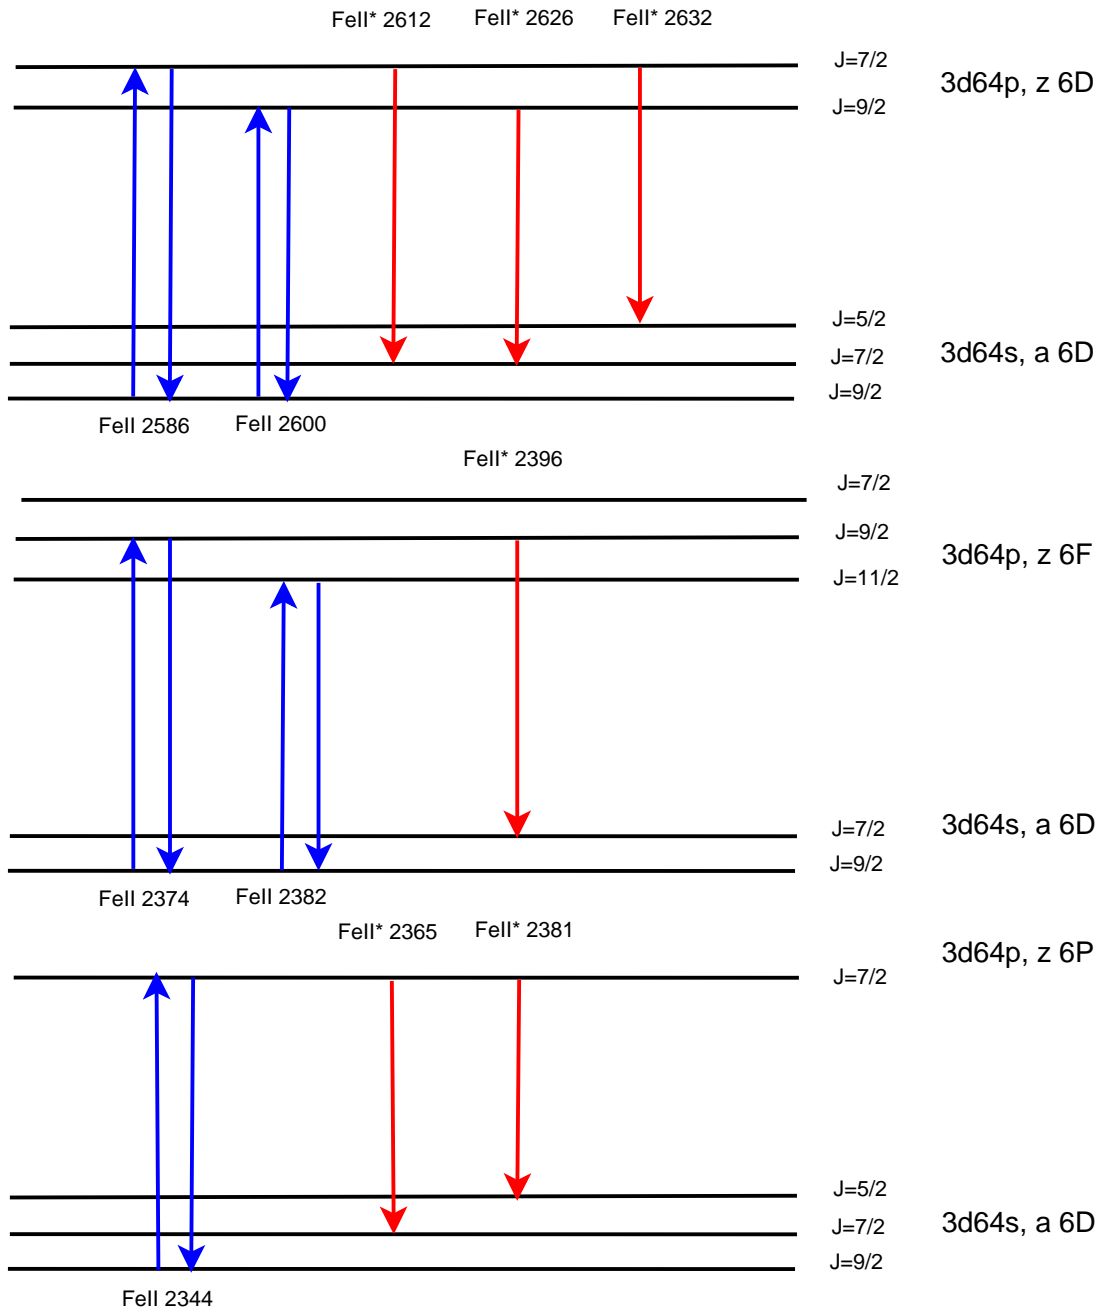 FeII* 2612 FeII* 2626 FeII* 2632
J=7/2
3d64p, z 6D
J=9/2
J=5/2
J=7/2
3d64s, a 6D
J=9/2
FeII 2586 FeII 2600
FeII* 2396
J=7/2
J=9/2
3d64p, z 6F
J=11/2
J=7/2
3d64s, a 6D
J=9/2
FeII 2374 FeII 2382
FeII* 2365 FeII* 2381
3d64p, z 6P
J=7/2
J=5/2
J=7/2
3d64s, a 6D
J=9/2
FeII 2344